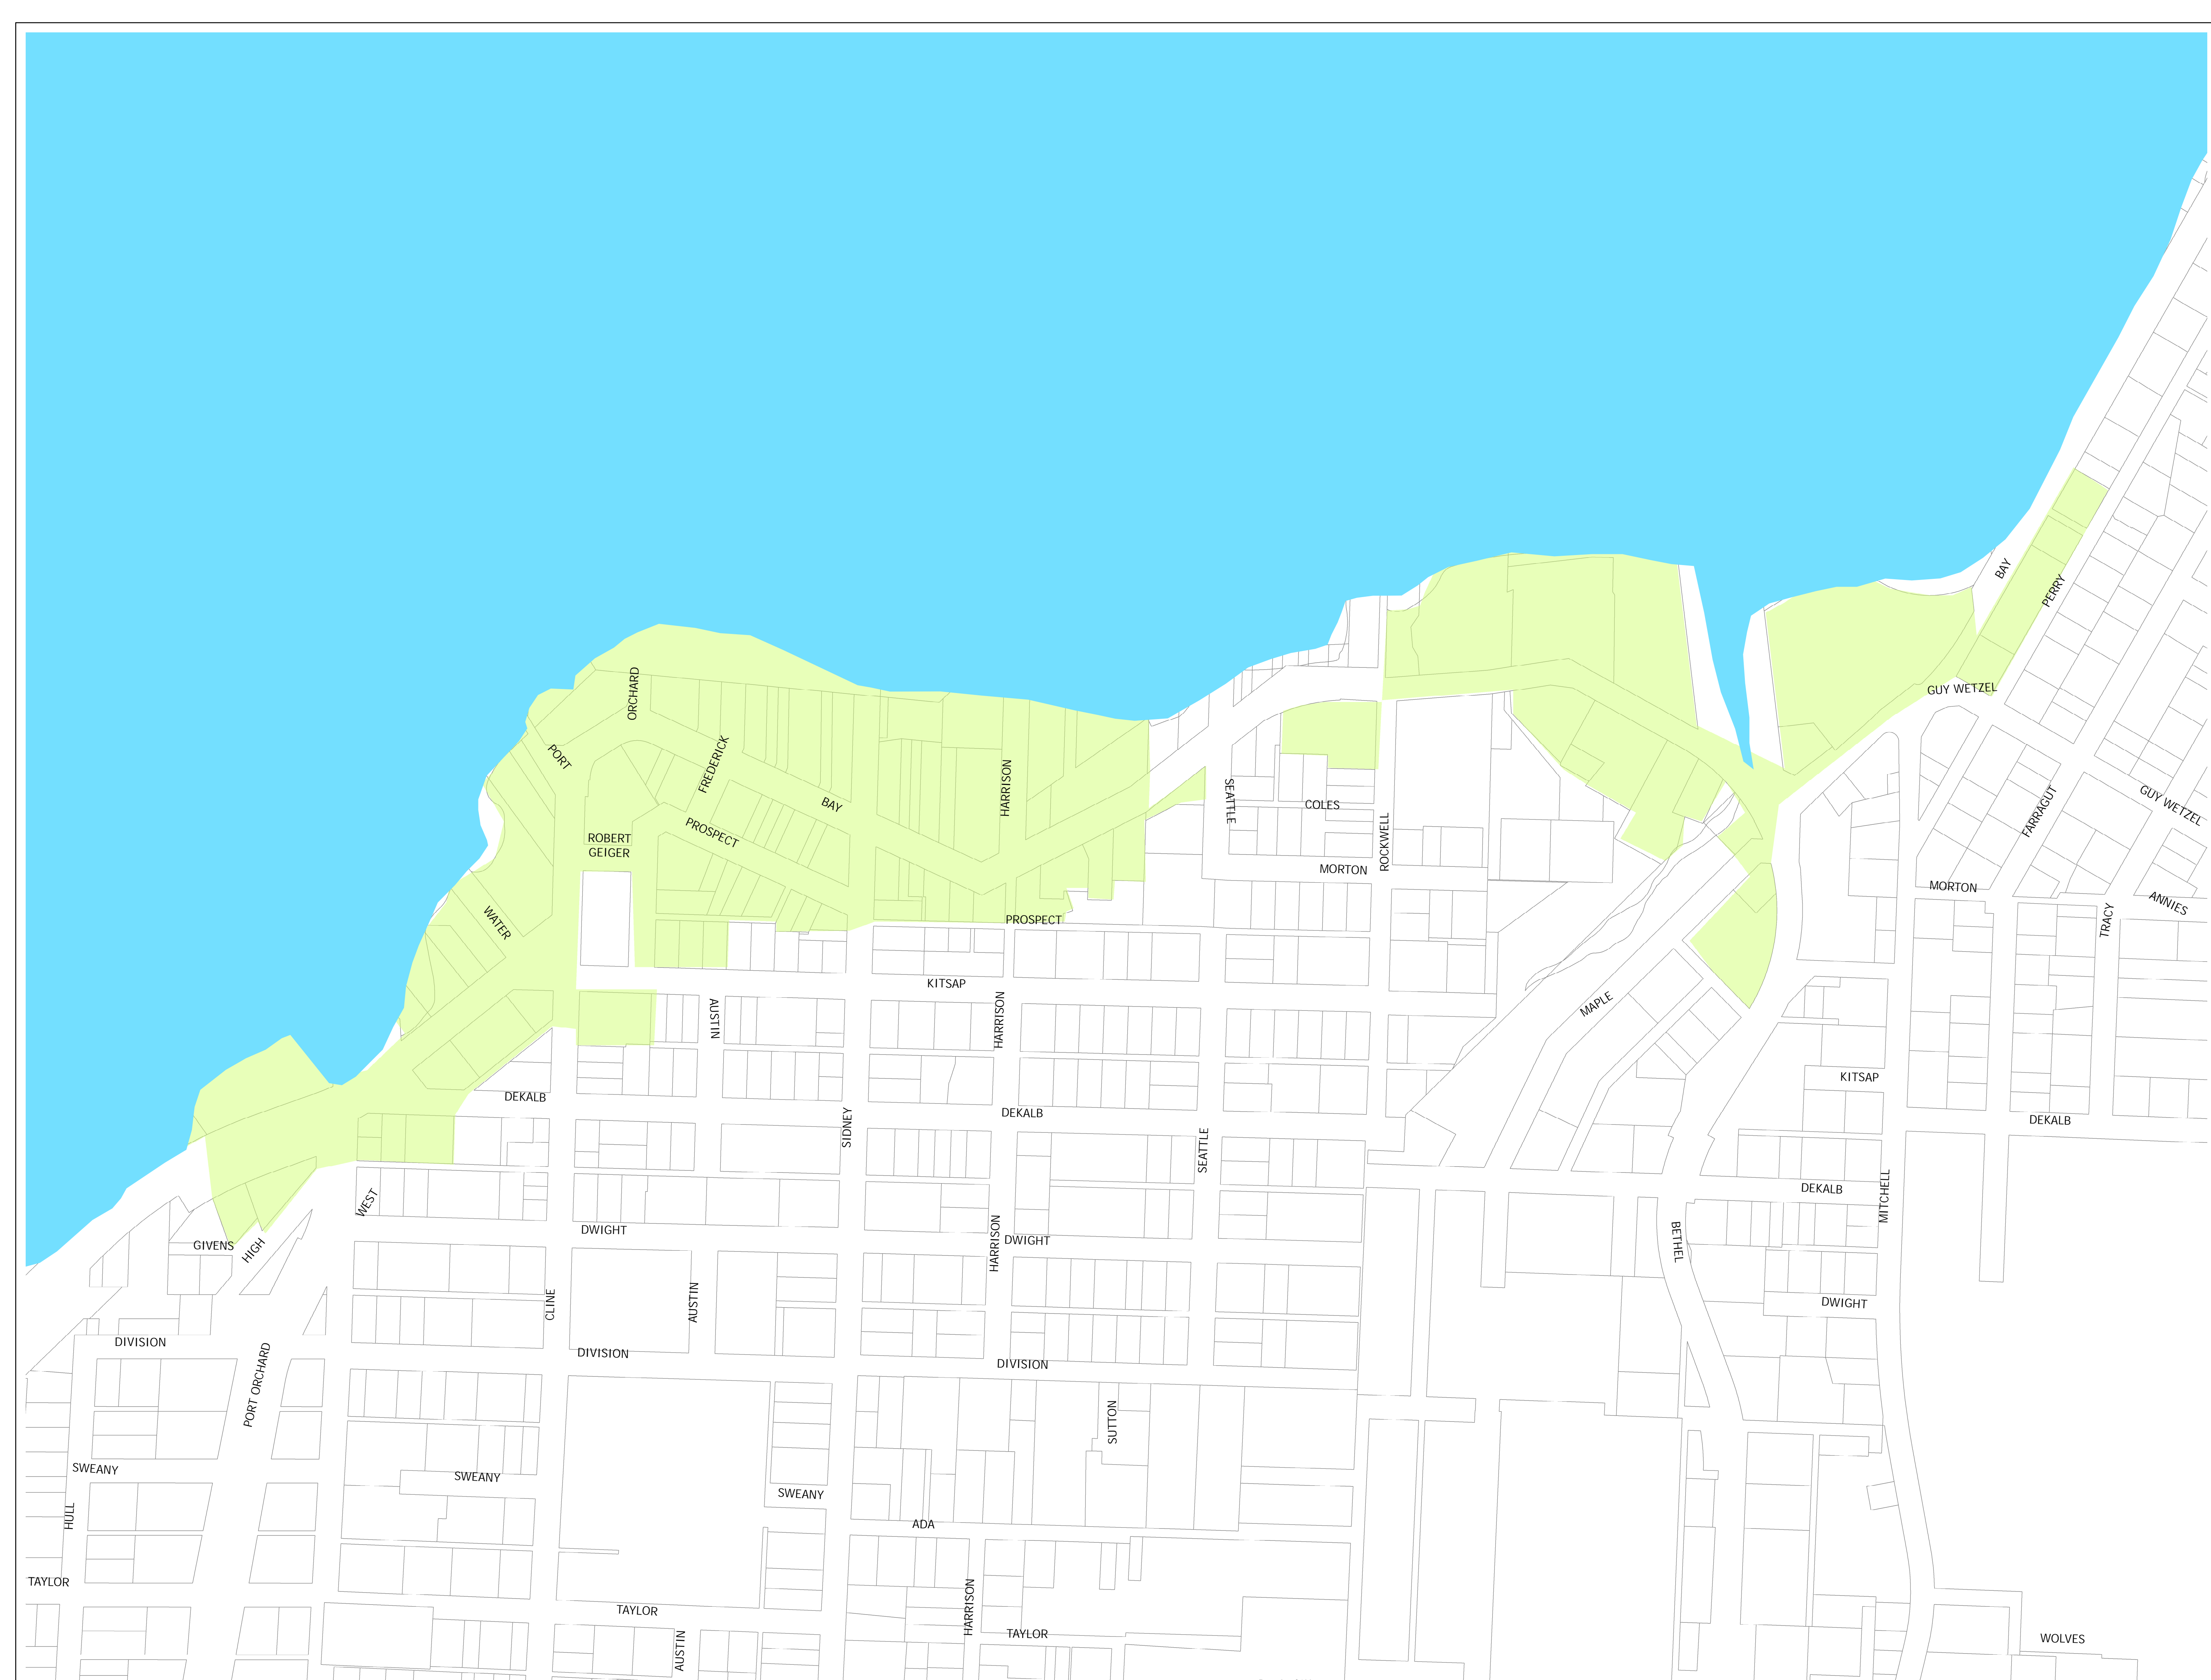 BAY
PERRY
GUY WETZEL
ORCHARD
PORT
FREDERICK
BAY
HARRISON
SEATTLE
COLES
GUY WETZEL
FARRAGUT
PROSPECT
ROBERT
GEIGER
ROCKWELL
MORTON
MORTON
ANNIES
TRACY
WATER
PROSPECT
KITSAP
AUSTIN
HARRISON
MAPLE
KITSAP
DEKALB
DEKALB
DEKALB
SIDNEY
SEATTLE
DEKALB
MITCHELL
WEST
DWIGHT
DWIGHT
HARRISON
BETHEL
GIVENS
HIGH
CLINE
AUSTIN
DWIGHT
DIVISION
DIVISION
DIVISION
PORT ORCHARD
SUTTON
SWEANY
SWEANY
SWEANY
HULL
ADA
TAYLOR
TAYLOR
HARRISON
TAYLOR
AUSTIN
WOLVES